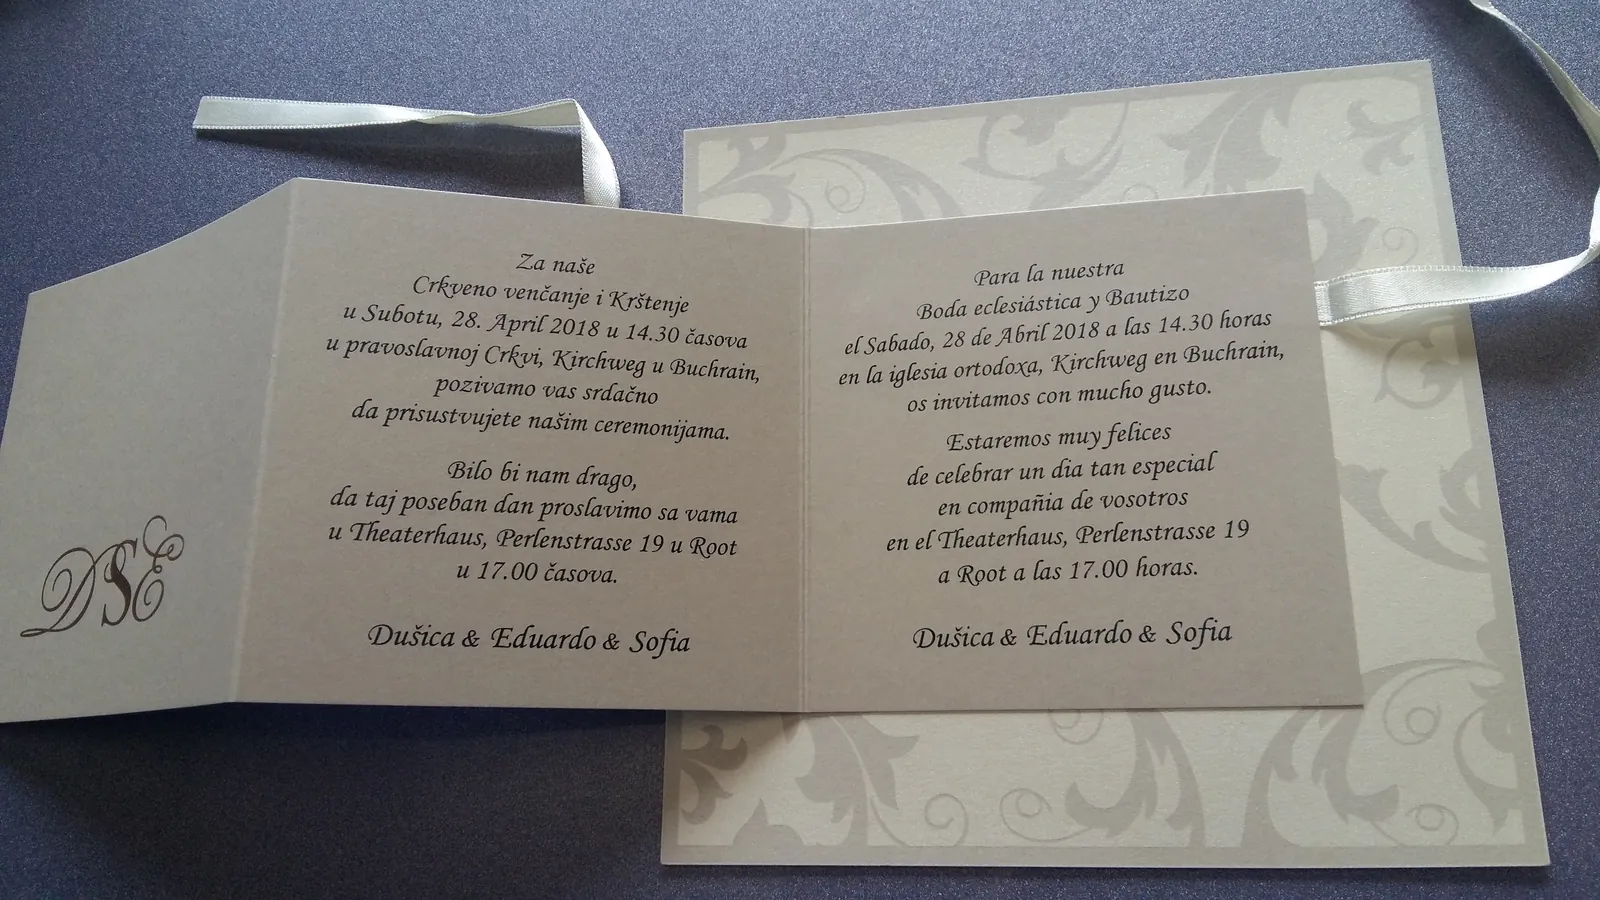 DSE
Za naše
Crkveno venčanje i Krštenje
u Subotu, 28. April 2018 u 14.30 časova
u pravoslavnoj Crkvi, Kirchweg u Buchrain,
pozivamo vas srdačno
da prisustvujete našim ceremonijama.
Bilo bi nam drago,
da taj poseban dan proslavimo sa vama
u Theaterhaus, Perlenstrasse 19 u Root
u 17.00 časova.
Dušica & Eduardo & Sofia
Para la nuestra
Boda eclesiástica y Bautizo
el Sabado, 28 de Abril 2018 a las 14.30 horas
en la iglesia ortodoxa, Kirchweg en Buchrain,
os invitamos con mucho gusto.
Estaremos muy felices
de celebrar un dia tan especial
en compañia de vosotros
en el Theaterhaus, Perlenstrasse 19
a Root a las 17.00 horas.
Dušica & Eduardo & Sofia